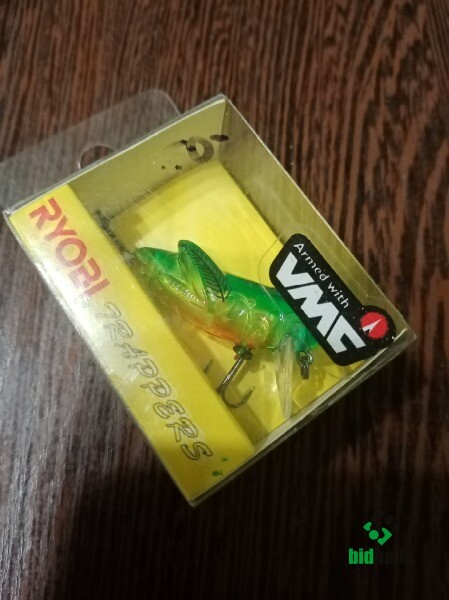 RYOBI
TRAPPERS
Armed with
VMC
bid